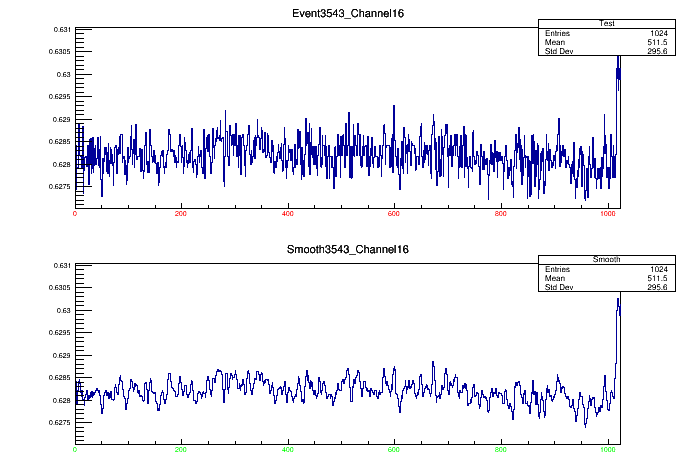 Event3543_Channel16
Test
Entries 1024
Mean 511.5
Std Dev 295.6
0.631
0.6305
0.63
0.6295
0.629
0.6285
0.628
0.6275
0 200 400 600 800 1000
Smooth3543_Channel16
Smooth
Entries 1024
Mean 511.5
Std Dev 295.6
0.631
0.6305
0.63
0.6295
0.629
0.6285
0.628
0.6275
0 200 400 600 800 1000